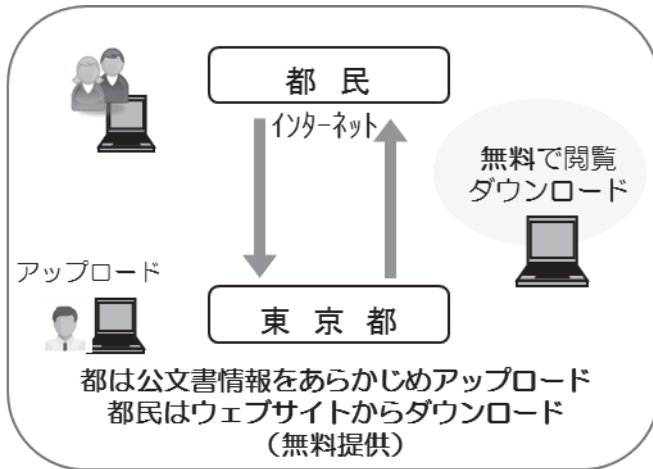 都民
インターネット
無料で閲覧
ダウンロード
アップロード
東京都
都は公文書情報をあらかじめアップロード
都民はウェブサイトからダウンロード
（無料提供）